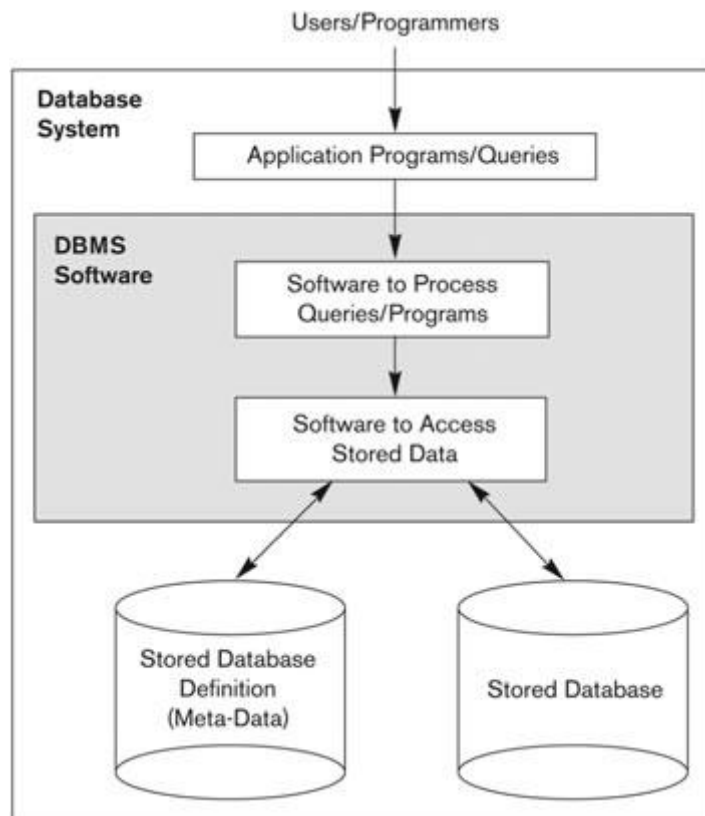 Users/Programmers
Database
System
Application Programs/Queries
DBMS
Software
Software to Process
Queries/Programs
Software to Access
Stored Data
Stored Database
Definition
(Meta-Data)
Stored Database